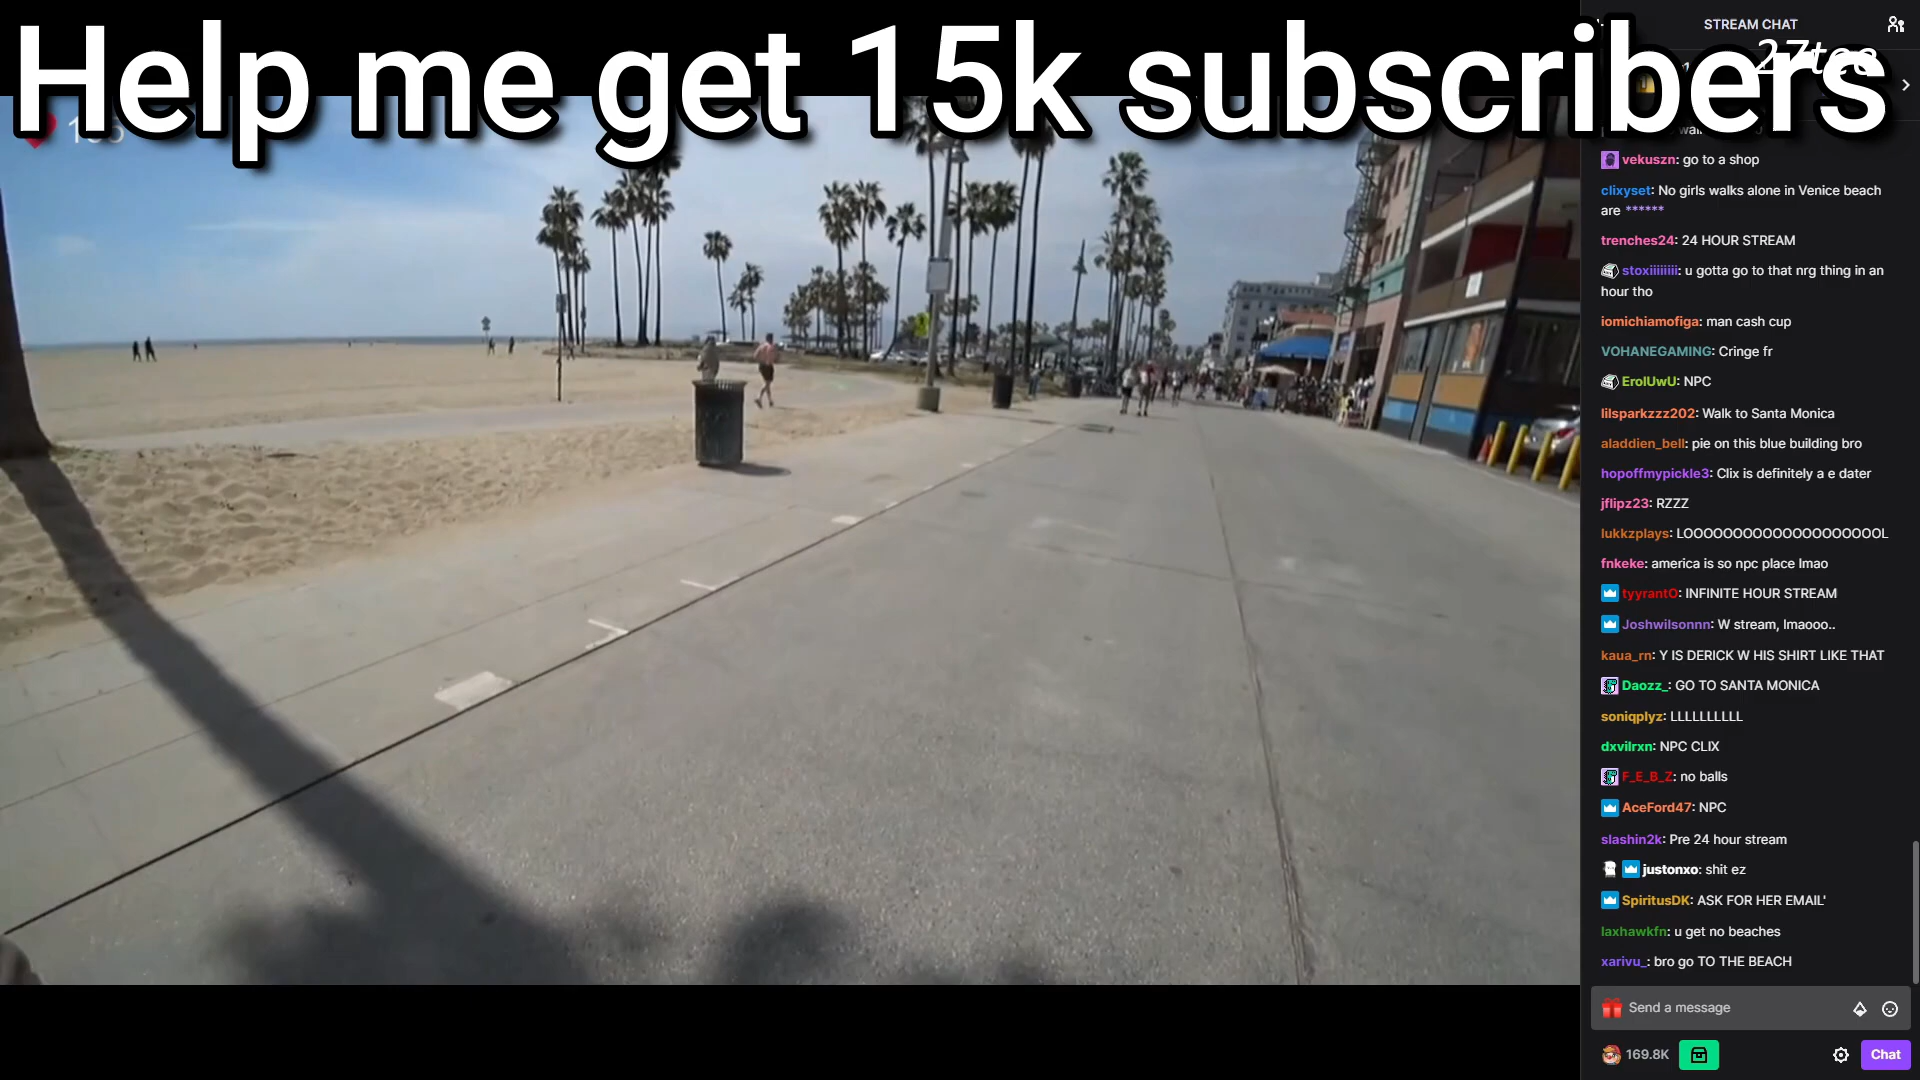 Help me get 15k subscribers
STREAM CHAT
27tee
vekuszn: go to a shop
clixyset: No girls walks alone in Venice beach
are ******
trenches24: 24 HOUR STREAM
stoxiiiiiiii: u gotta go to that nrg thing in an
hour tho
iomichiamofiga: man cash cup
VOHANEGAMING: Cringe fr
ErolUwU: NPC
lilsparkzzz202: Walk to Santa Monica
aladdien_bell: pie on this blue building bro
hopoffmypickle3: Clix is definitely a e dater
jflipz23: RZZZ
lukkzplays: LOOOOOOOOOOOOOOOOOOOOL
fnkeke: america is so npc place lmao
tyyrantO: INFINITE HOUR STREAM
Joshwilsonnn: W stream, lmaooo..
kaua_rn: Y IS DERICK W HIS SHIRT LIKE THAT
Daozz_: GO TO SANTA MONICA
soniqplyz: LLLLLLLLLL
dxvilrxn: NPC CLIX
F_E_B_Z: no balls
AceFord47: NPC
slashin2k: Pre 24 hour stream
justonxo: shit ez
SpiritusDK: ASK FOR HER EMAIL'
laxhawkfn: u get no beaches
xarivu_: bro go TO THE BEACH
Send a message
169.8K
Chat